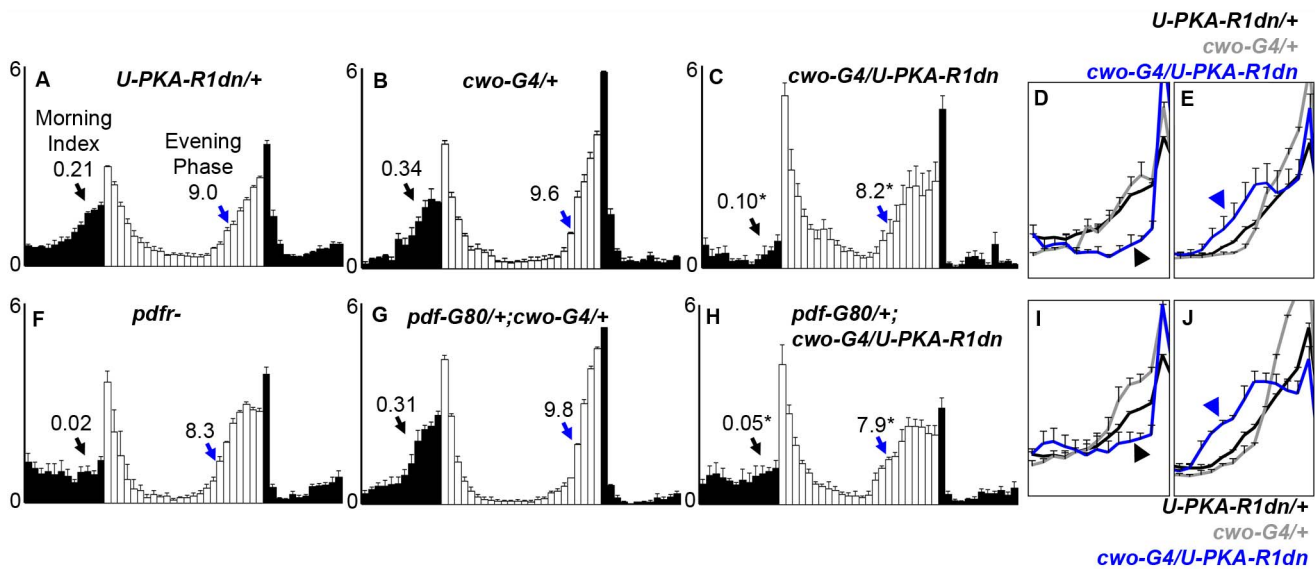 U-PKA-R1dn/+
cwo-G4/+
cwo-G4/U-PKA-R1dn
6
A
U-PKA-R1dn/+
Morning
Index
0.21
Evening
Phase
9.0
0
6
B
cwo-G4/+
0.34
9.6
0
6
C
cwo-G4/U-PKA-R1dn
0.10*
8.2*
0
D
E
6
F
pdfr-
0.02
8.3
0
6
G
pdf-G80/+;cwo-G4/+
0.31
9.8
0
6
H
pdf-G80/+;
cwo-G4/U-PKA-R1dn
0.05*
7.9*
0
I
J
U-PKA-R1dn/+
cwo-G4/+
cwo-G4/U-PKA-R1dn